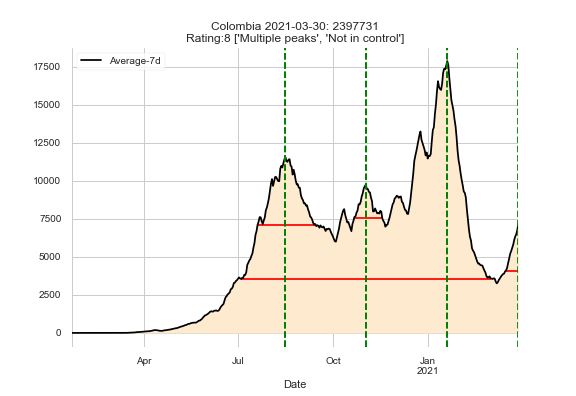 Colombia 2021-03-30: 2397731
Rating:8 ['Multiple peaks', 'Not in control']
Average-7d
17500
15000
12500
10000
7500
5000
2500
0
Apr
Jul
Oct
Jan
2021
Date